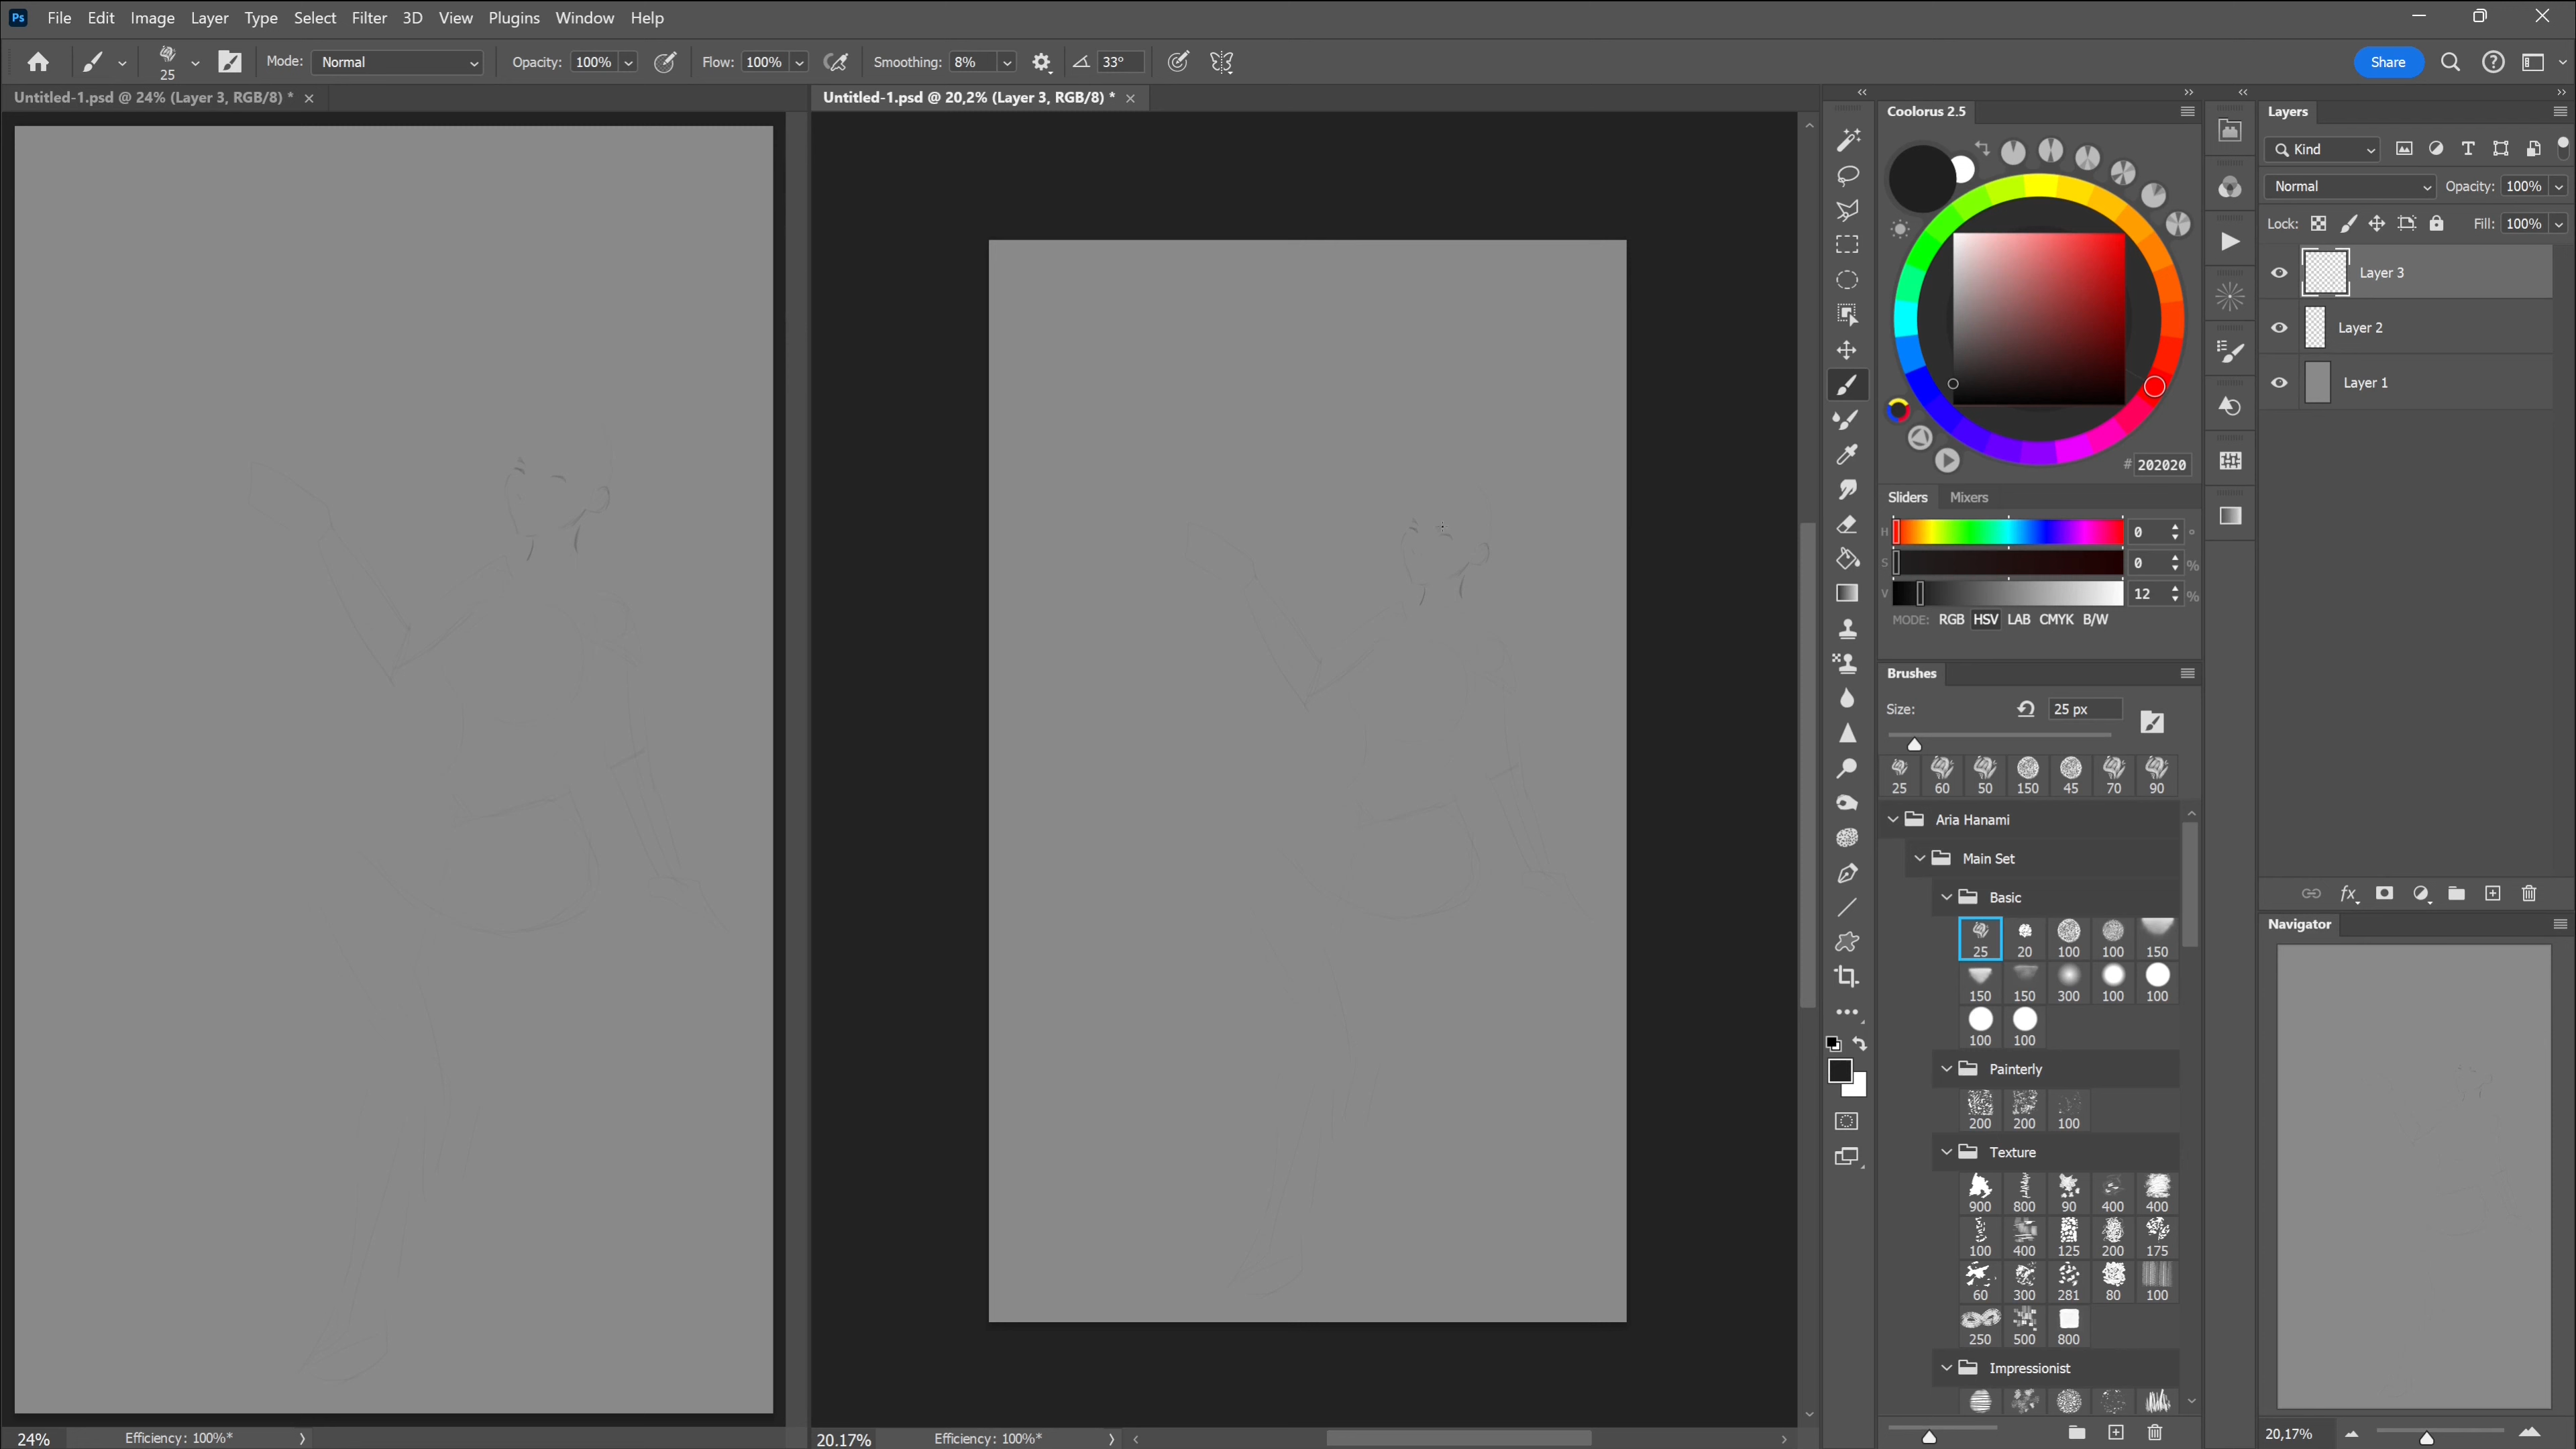 Ps File Edit Image Layer Type Select Filter 3D View Plugins Window Help
25 Mode: Normal Opacity: 100% Flow: 100% Smoothing: 8% 33° Share
Untitled-1.psd @ 24% (Layer 3, RGB/8) *
Untitled-1.psd @ 20,2% (Layer 3, RGB/8) *
24% Efficiency: 100%*
20.17% Efficiency: 100%*
Coolorus 2.5
# 202020
Sliders Mixers
H 0 °
S 0 %
V 12 %
MODE: RGB HSV LAB CMYK B/W
Brushes
Size: 25 px
25 60 50 150 45 70 90
Aria Hanami
Main Set
Basic
25 20 100 100 150
150 150 300 100 100
100 100
Painterly
200 200 100
Texture
900 800 90 400 400
100 400 125 200 175
60 300 281 80 100
250 500 800
Impressionist
Layers
Kind
Normal Opacity: 100%
Lock: Fill: 100%
Layer 3
Layer 2
Layer 1
fx
Navigator
20,17%